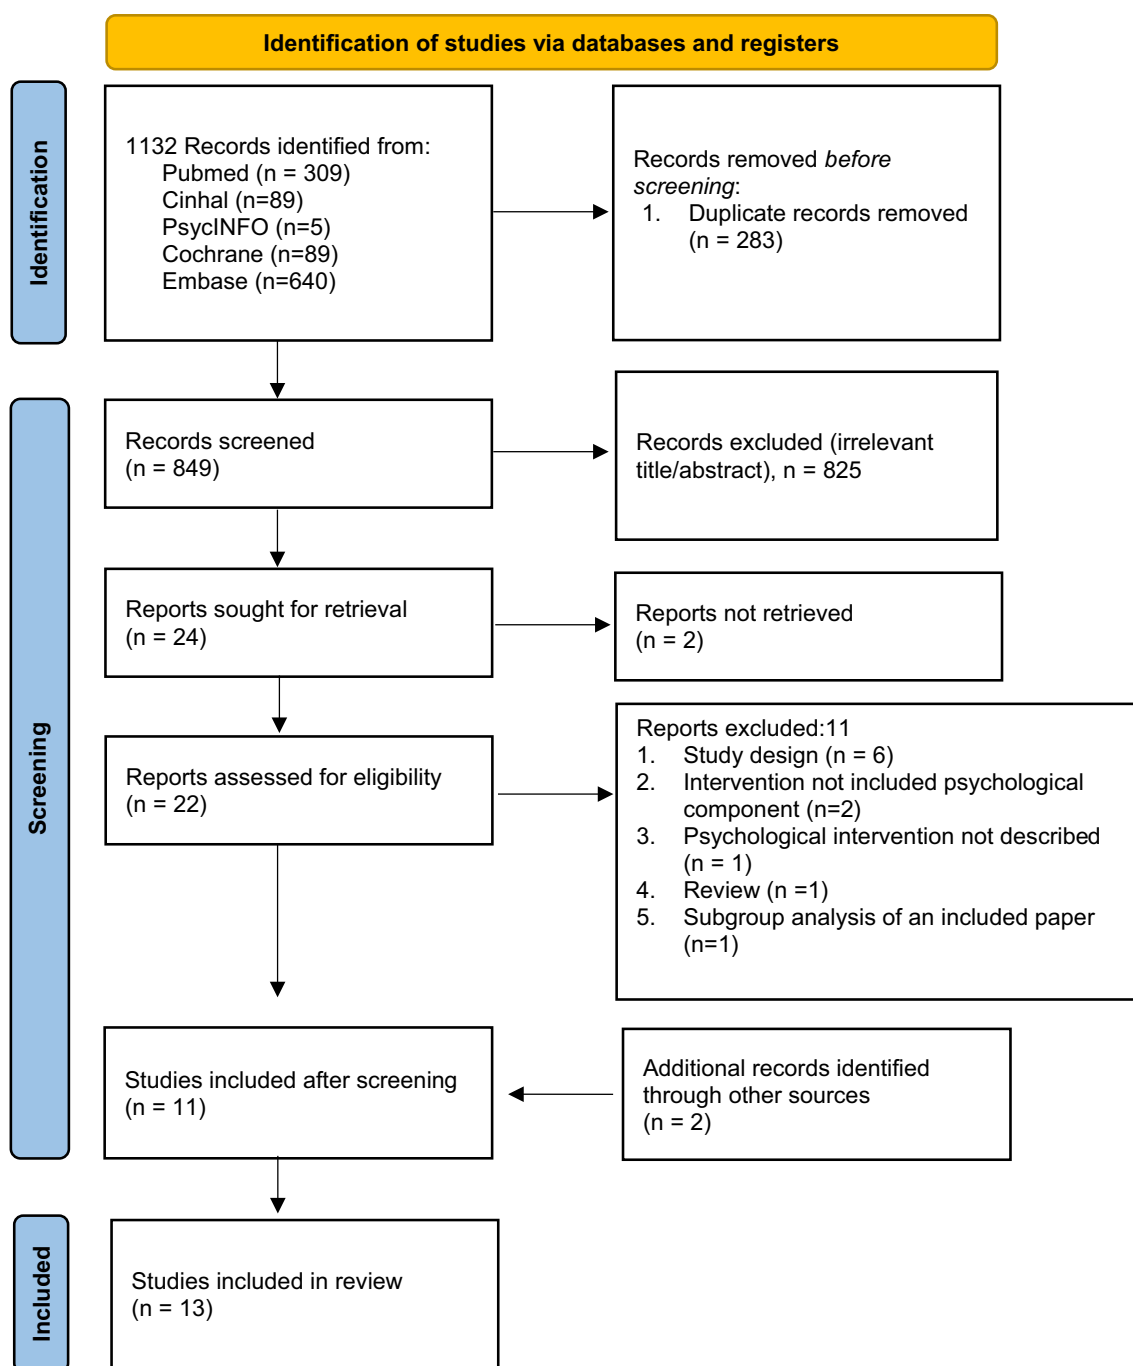 Identification of studies via databases and registers
Identification
1132 Records identified from:
Pubmed (n = 309)
Cinhal (n=89)
PsycINFO (n=5)
Cochrane (n=89)
Embase (n=640)
Records removed before
screening:
1. Duplicate records removed
(n = 283)
Screening
Records screened
(n = 849)
Records excluded (irrelevant
title/abstract), n = 825
Reports sought for retrieval
(n = 24)
Reports not retrieved
(n = 2)
Reports assessed for eligibility
(n = 22)
Reports excluded:11
1. Study design (n = 6)
2. Intervention not included psychological
component (n=2)
3. Psychological intervention not described
(n = 1)
4. Review (n =1)
5. Subgroup analysis of an included paper
(n=1)
Studies included after screening
(n = 11)
Additional records identified
through other sources
(n = 2)
Included
Studies included in review
(n = 13)